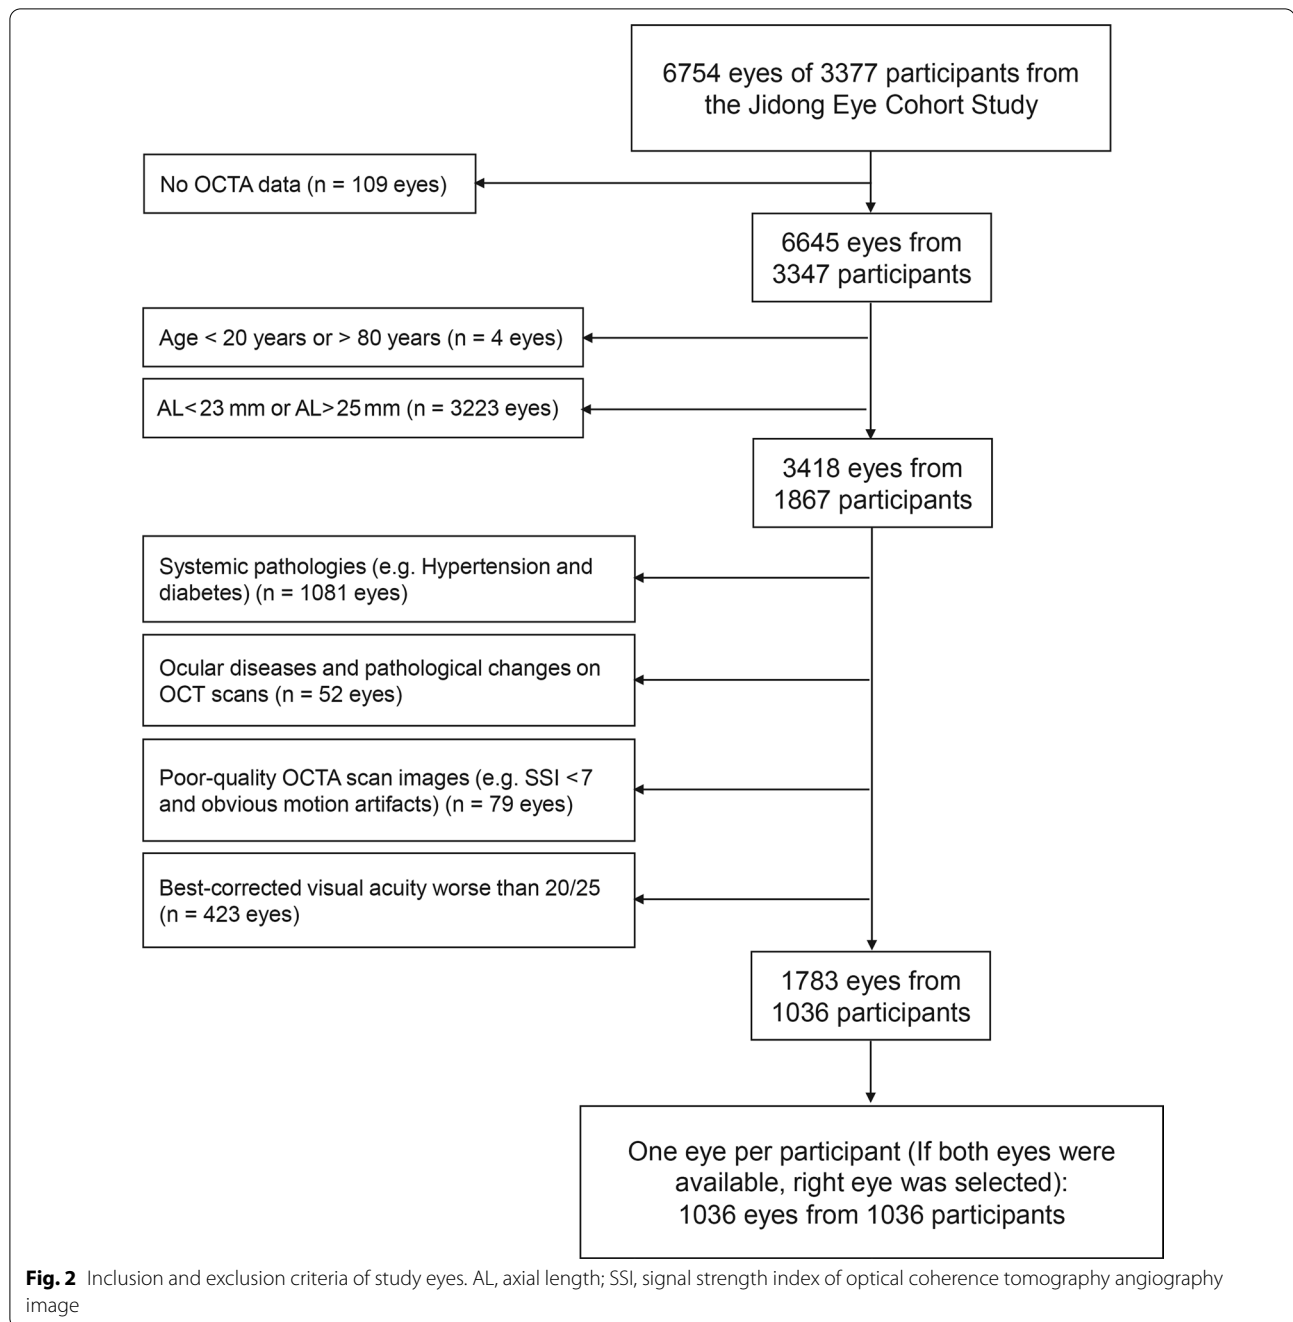 6754 eyes of 3377 participants from
the Jidong Eye Cohort Study
No OCTA data (n = 109 eyes)
6645 eyes from
3347 participants
Age < 20 years or > 80 years (n = 4 eyes)
AL<23 mm or AL>25 mm (n = 3223 eyes)
3418 eyes from
1867 participants
Systemic pathologies (e.g. Hypertension and
diabetes) (n = 1081 eyes)
Ocular diseases and pathological changes on
OCT scans (n = 52 eyes)
Poor-quality OCTA scan images (e.g. SSI <7
and obvious motion artifacts) (n = 79 eyes)
Best-corrected visual acuity worse than 20/25
(n = 423 eyes)
1783 eyes from
1036 participants
One eye per participant (If both eyes were
available, right eye was selected):
1036 eyes from 1036 participants
Fig. 2 Inclusion and exclusion criteria of study eyes. AL, axial length; SSI, signal strength index of optical coherence tomography angiography
image